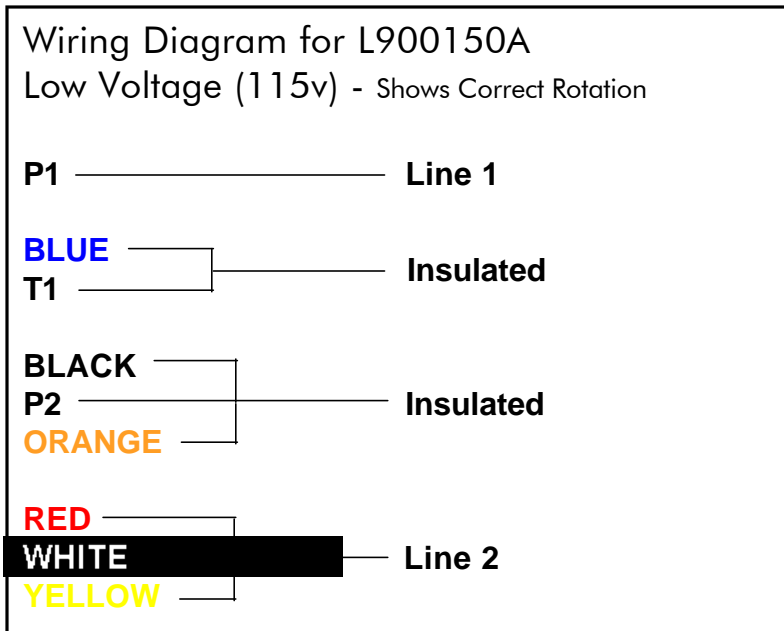 Wiring Diagram for L900150A
Low Voltage (115v) - Shows Correct Rotation
P1 Line 1
BLUE
Insulated
T1
BLACK
P2 Insulated
ORANGE
RED
WHITE Line 2
YELLOW